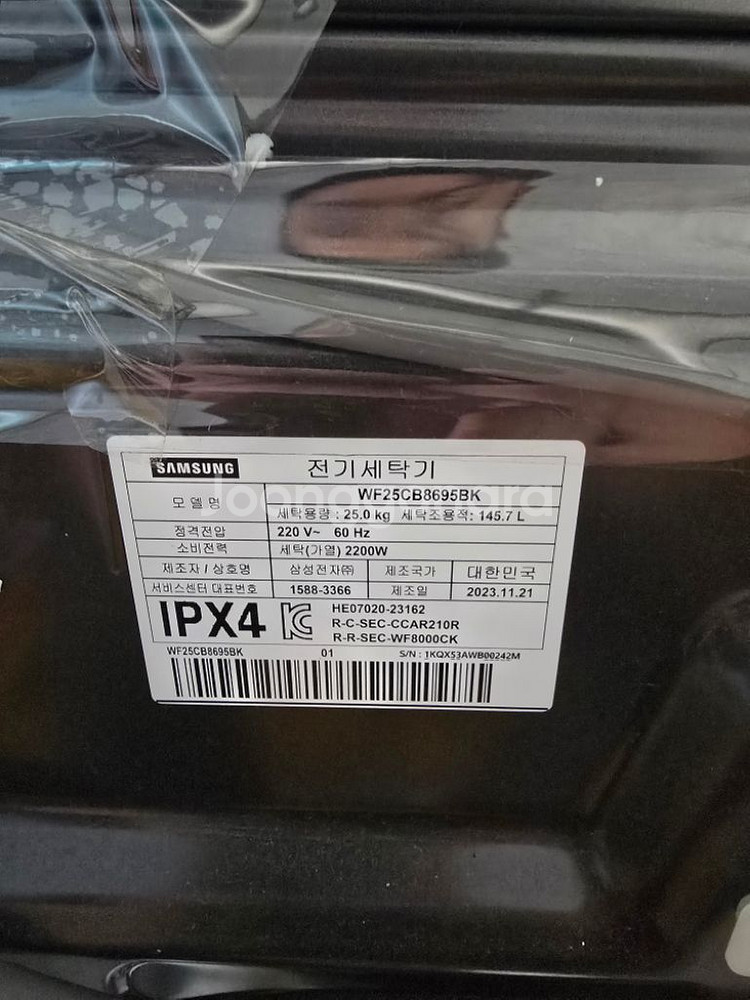 SAMSUNG 전기세탁기
모델명 WF25CB8695BK
세탁용량 : 25.0 kg 세탁조용적: 145.7 L
정격전압 220 V~ 60 Hz
소비전력 세탁(가열) 2200W
제조자 / 상호명 삼성전자㈜ 제조국가 대한민국
서비스센터 대표번호 1588-3366 제조일 2023.11.21
IPX4 HE07020-23162
R-C-SEC-CCAR210R
R-R-SEC-WF8000CK
WF25CB8695BK 01 S/N : 1KQX53AWB00242M
joonggonara